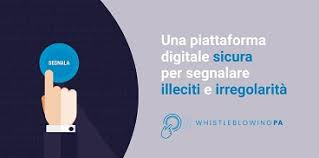 SEGNALA
Una piattaforma
digitale sicura
per segnalare
illeciti e irregolarità
WHISTLEBLOWINGPA